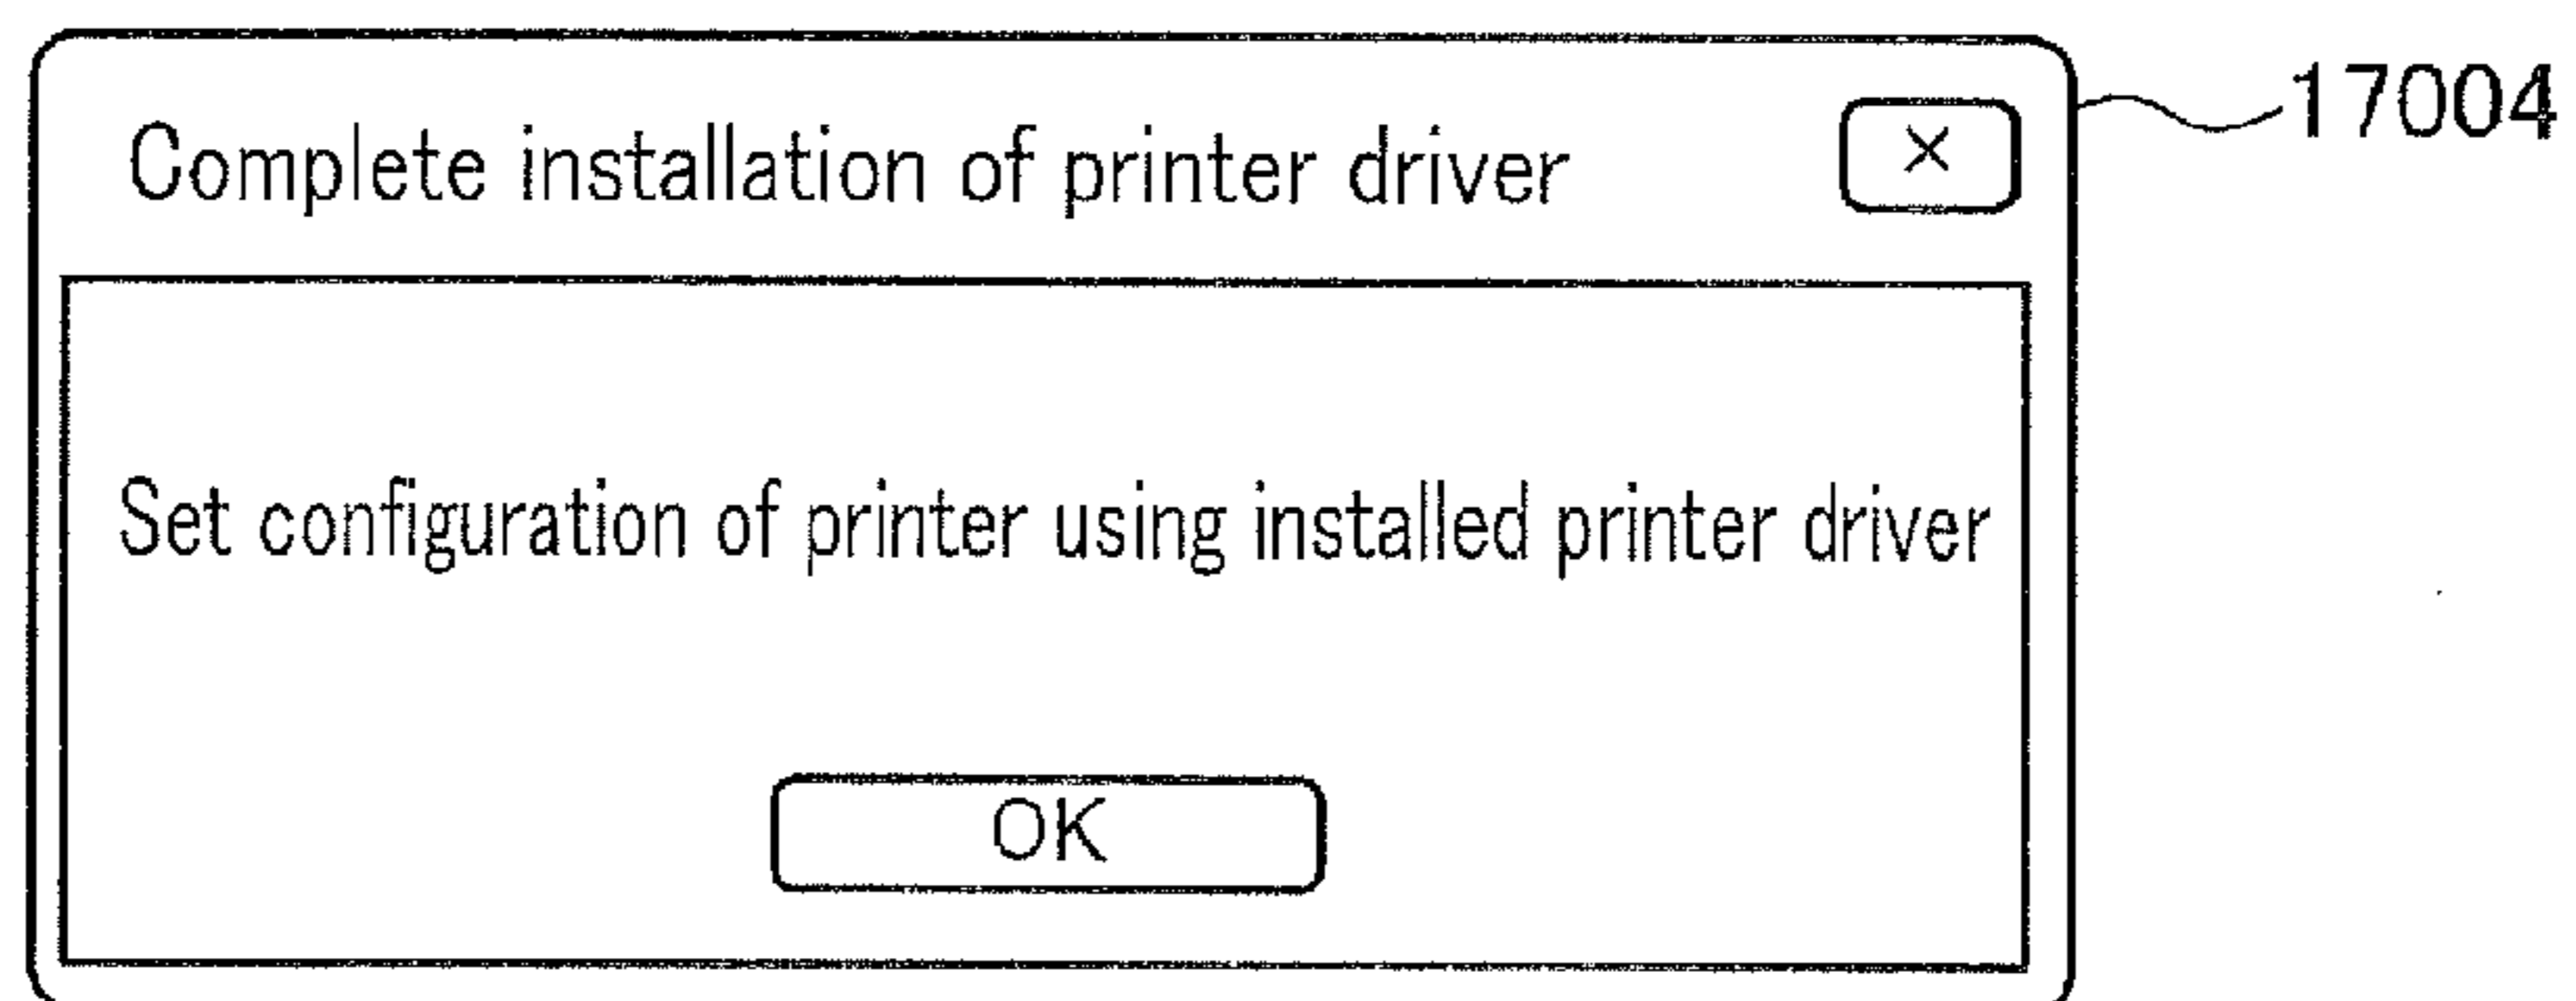 Complete installation of printer driver ×
17004
Set configuration of printer using installed printer driver
OK